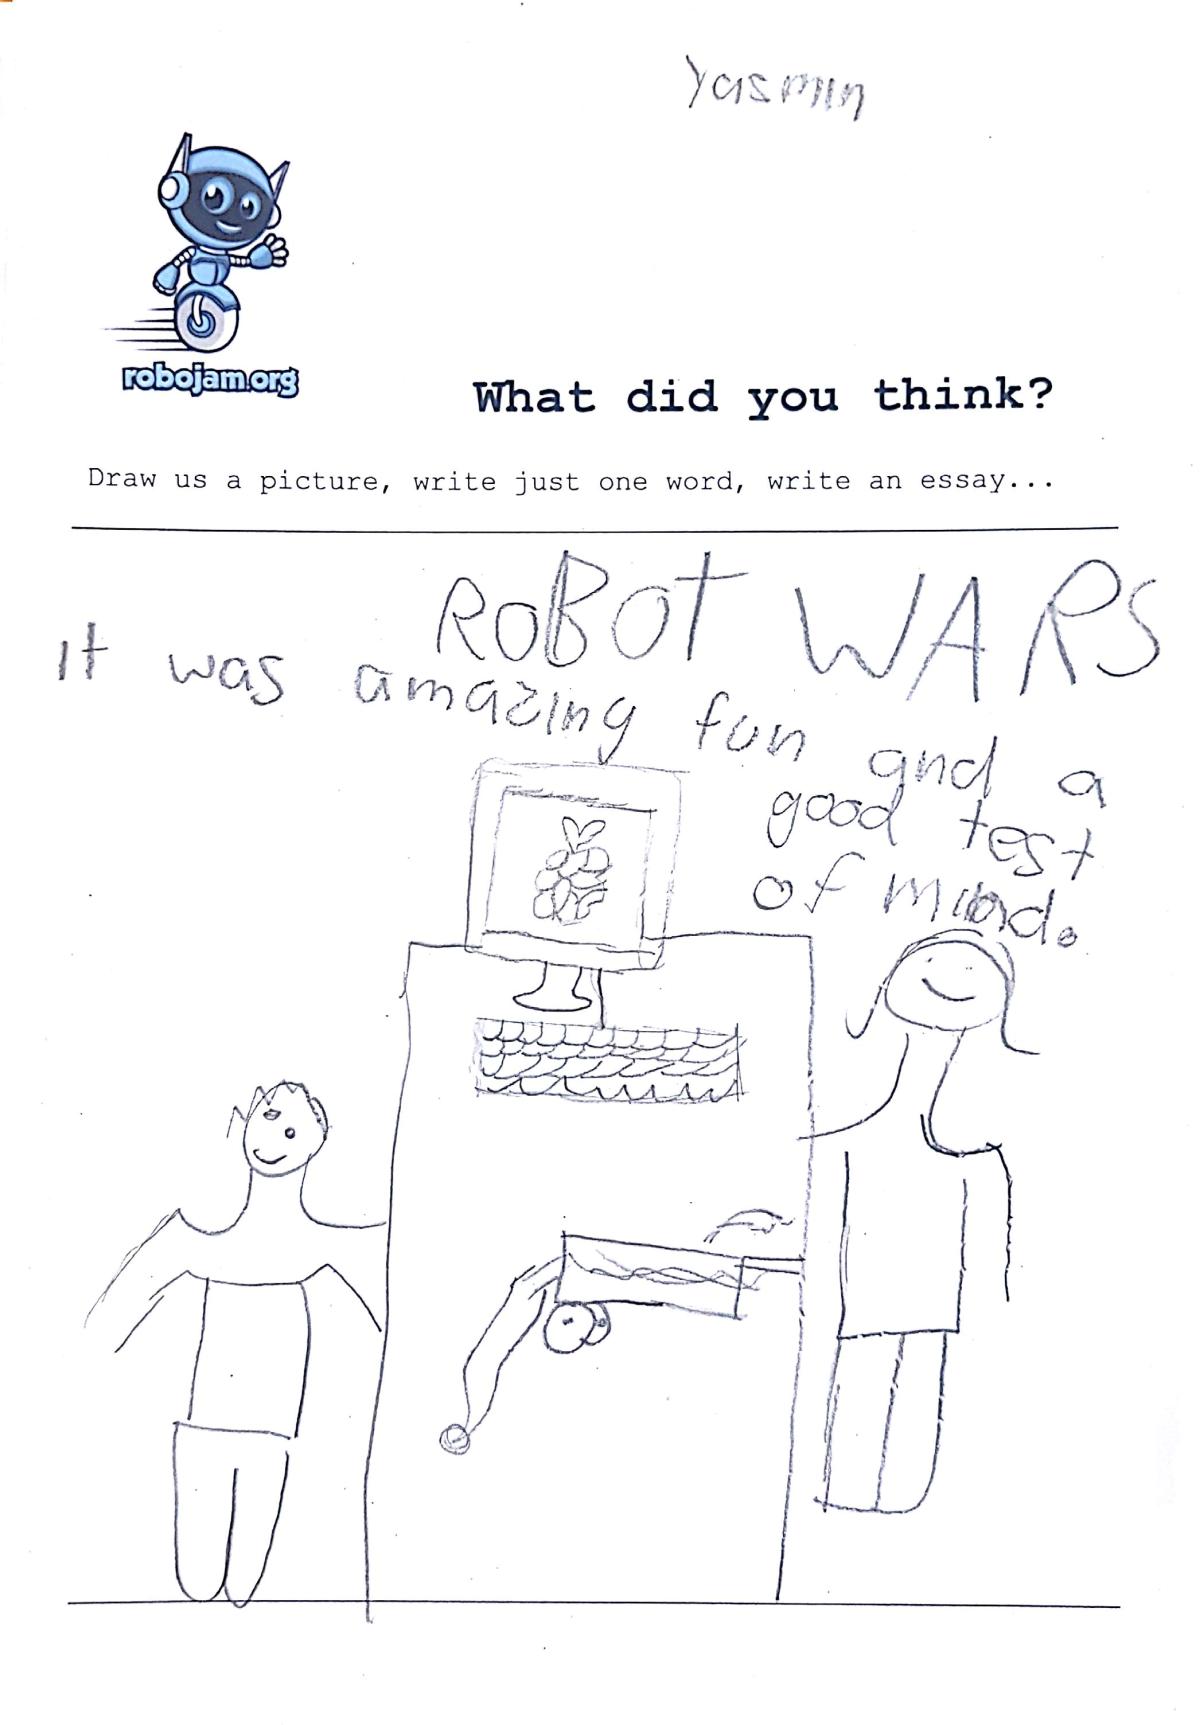 Yasmin
robojam.org
What did you think?
Draw us a picture, write just one word, write an essay...
ROBOT WARS
It was amazing fun and a
good test
of mind.